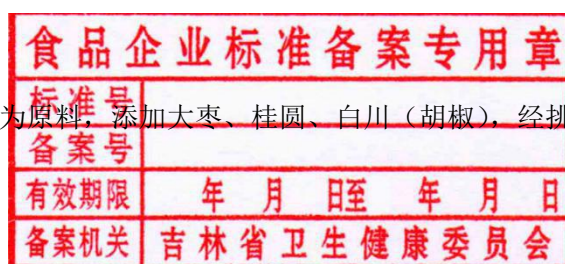 食品企业标准备案专用章
标准号
为原料，添加大枣、桂圆、白川（胡椒），经挑
备案号
有效期限 年 月 日至 年 月 日
备案机关 吉林省卫生健康委员会